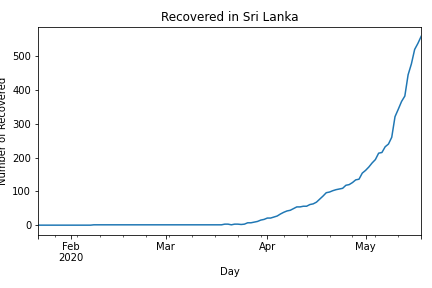 Recovered in Sri Lanka
Number of Recovered
500
400
300
200
100
0
Feb
2020
Mar
Apr
May
Day